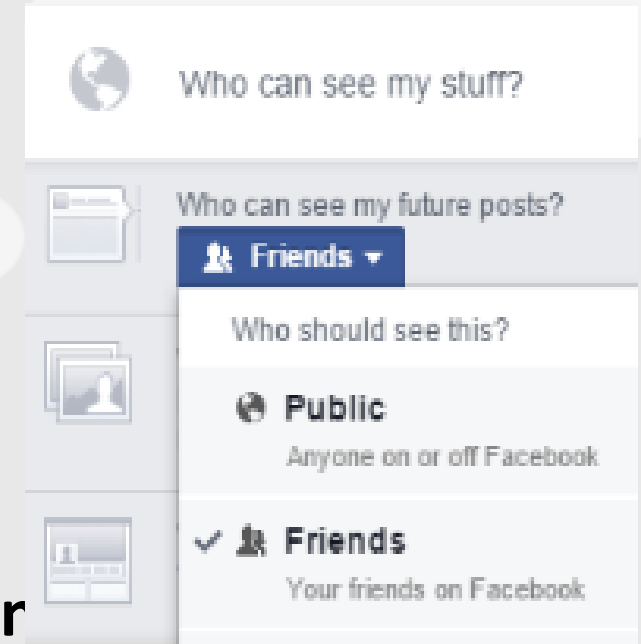 Who can see my stuff?
Who can see my future posts?
Friends
Who should see this?
Public
Anyone on or off Facebook
Friends
Your friends on Facebook